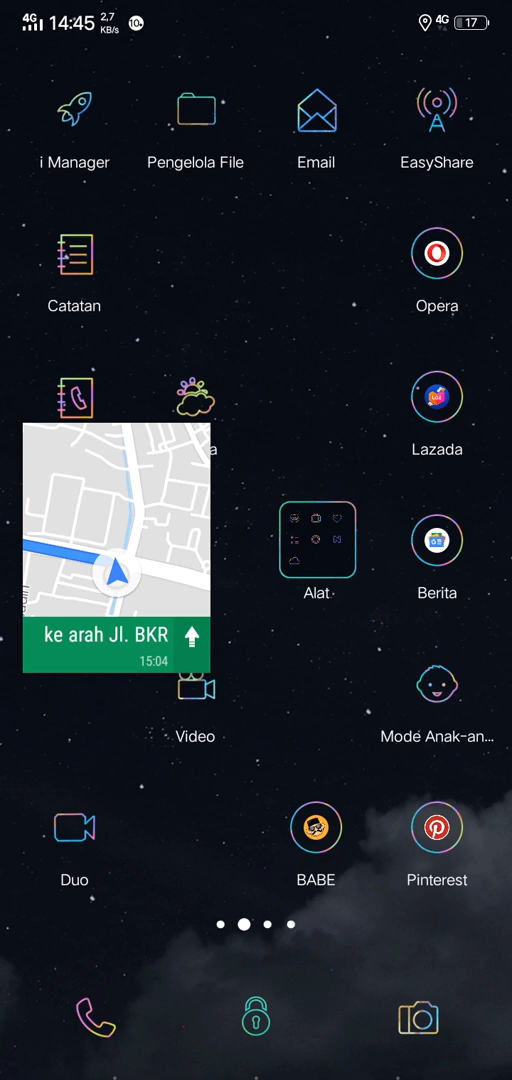 4G 14:45 2,7 KB/s 10+ 4G 17
i Manager Pengelola File Email EasyShare
Catatan Opera
a Lazada
ke arah Jl. BKR
15:04
Alat Berita
Video Mode Anak-an...
Duo BABE Pinterest